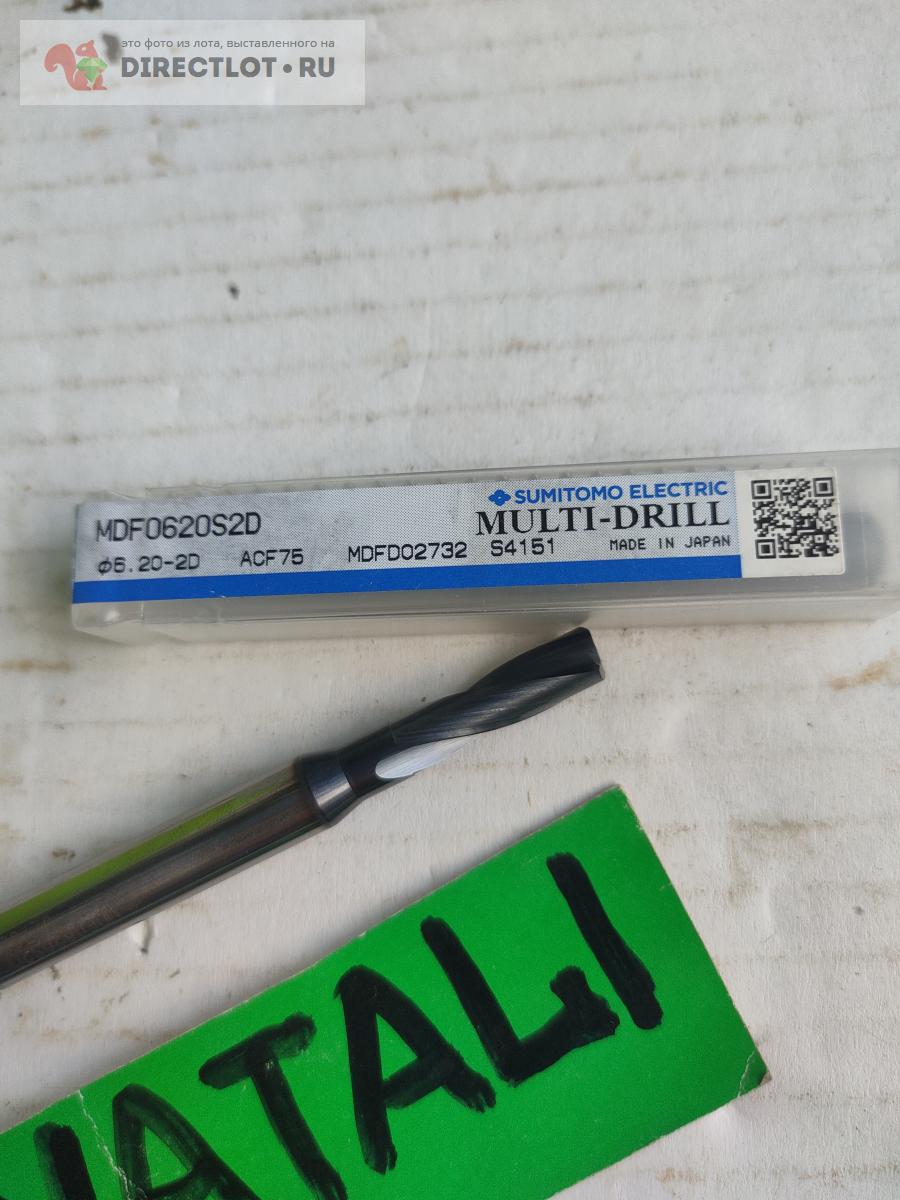 это фото из лота, выставленного на
DIRECTLOT•RU
SUMITOMO ELECTRIC
MDF0620S2D MULTI-DRILL
φ6.20-2D ACF75 MDFD02732 S4151 MADE IN JAPAN
NATALI